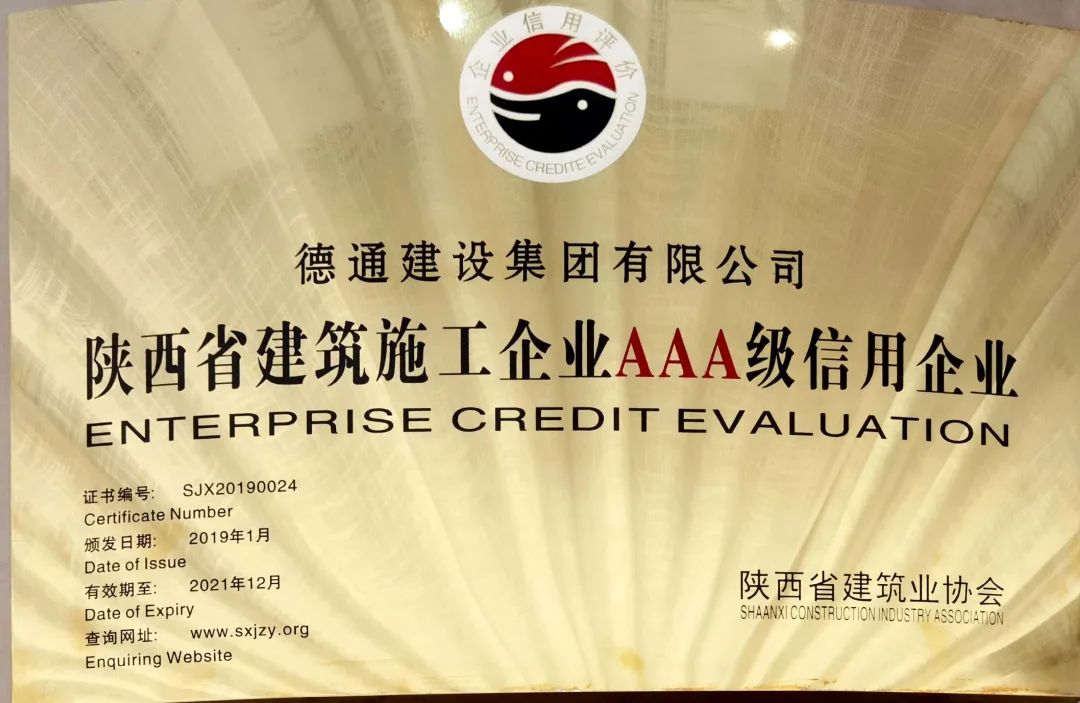 企业信用评价
ENTERPRISE CREDITE EVALUATION
德通建设集团有限公司
陕西省建筑施工企业AAA级信用企业
ENTERPRISE CREDIT EVALUATION
证书编号: SJX20190024
Certificate Number
颁发日期: 2019年1月
Date of Issue
有效期至: 2021年12月
Date of Expiry
查询网址: www.sxjzy.org
Enquiring Website
陕西省建筑业协会
SHAANXI CONSTRUCTION INDUSTRY ASSOCIATION